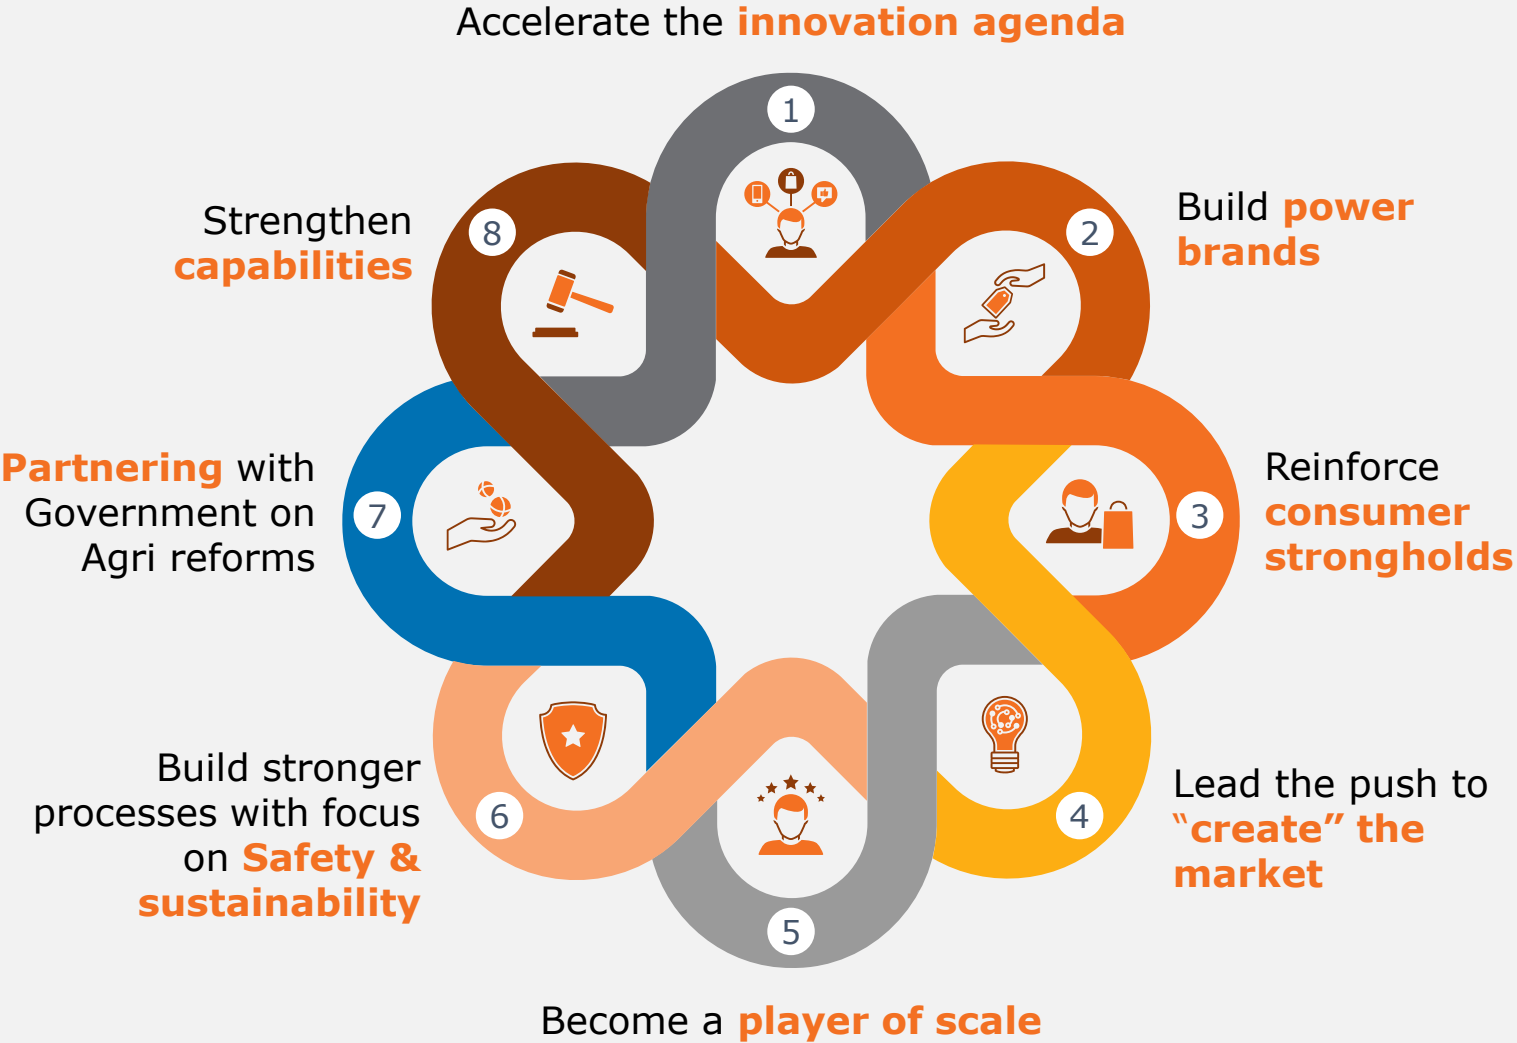 Accelerate the innovation agenda
1
Build power
brands
2
Reinforce
consumer
strongholds
3
Lead the push to
“create” the
market
4
5
Become a player of scale
6
Build stronger
processes with focus
on Safety &
sustainability
7
Partnering with
Government on
Agri reforms
8
Strengthen
capabilities